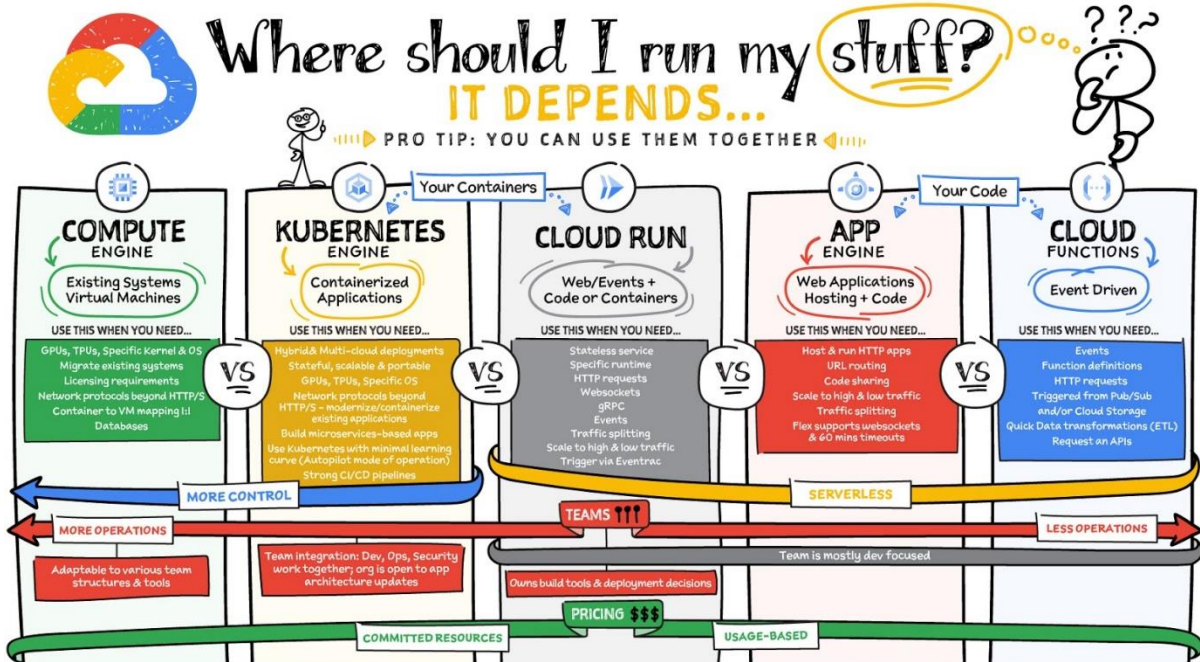 Where should I run my stuff?
IT DEPENDS...
PRO TIP: YOU CAN USE THEM TOGETHER
Your Containers
Your Code
COMPUTE
ENGINE
Existing Systems
Virtual Machines
USE THIS WHEN YOU NEED...
GPUs, TPUs, Specific Kernel & OS
Migrate existing systems
Licensing requirements
Network protocols beyond HTTP/S
Container to VM mapping 1:1
Databases
VS
KUBERNETES
ENGINE
Containerized
Applications
USE THIS WHEN YOU NEED...
Hybrid& Multi-cloud deployments
Stateful, scalable & portable
GPUs, TPUs, Specific OS
Network protocols beyond
HTTP/S - modernize/containerize
existing applications
Build microservices-based apps
Use Kubernetes with minimal learning
curve (Autopilot mode of operation)
Strong CI/CD pipelines
VS
CLOUD RUN
Web/Events +
Code or Containers
USE THIS WHEN YOU NEED...
Stateless service
Specific runtime
HTTP requests
Websockets
gRPC
Events
Traffic splitting
Scale to high & low traffic
Trigger via Eventrac
VS
APP
ENGINE
Web Applications
Hosting + Code
USE THIS WHEN YOU NEED...
Host & run HTTP apps
URL routing
Code sharing
Scale to high & low traffic
Traffic splitting
Flex supports websockets
& 60 mins timeouts
VS
CLOUD
FUNCTIONS
Event Driven
USE THIS WHEN YOU NEED...
Events
Function definitions
HTTP requests
Triggered from Pub/Sub
and/or Cloud Storage
Quick Data transformations (ETL)
Request an APIs
MORE CONTROL
SERVERLESS
TEAMS
MORE OPERATIONS
LESS OPERATIONS
Adaptable to various team
structures & tools
Team integration: Dev, Ops, Security
work together; org is open to app
architecture updates
Team is mostly dev focused
Owns build tools & deployment decisions
PRICING $$$
COMMITTED RESOURCES
USAGE-BASED